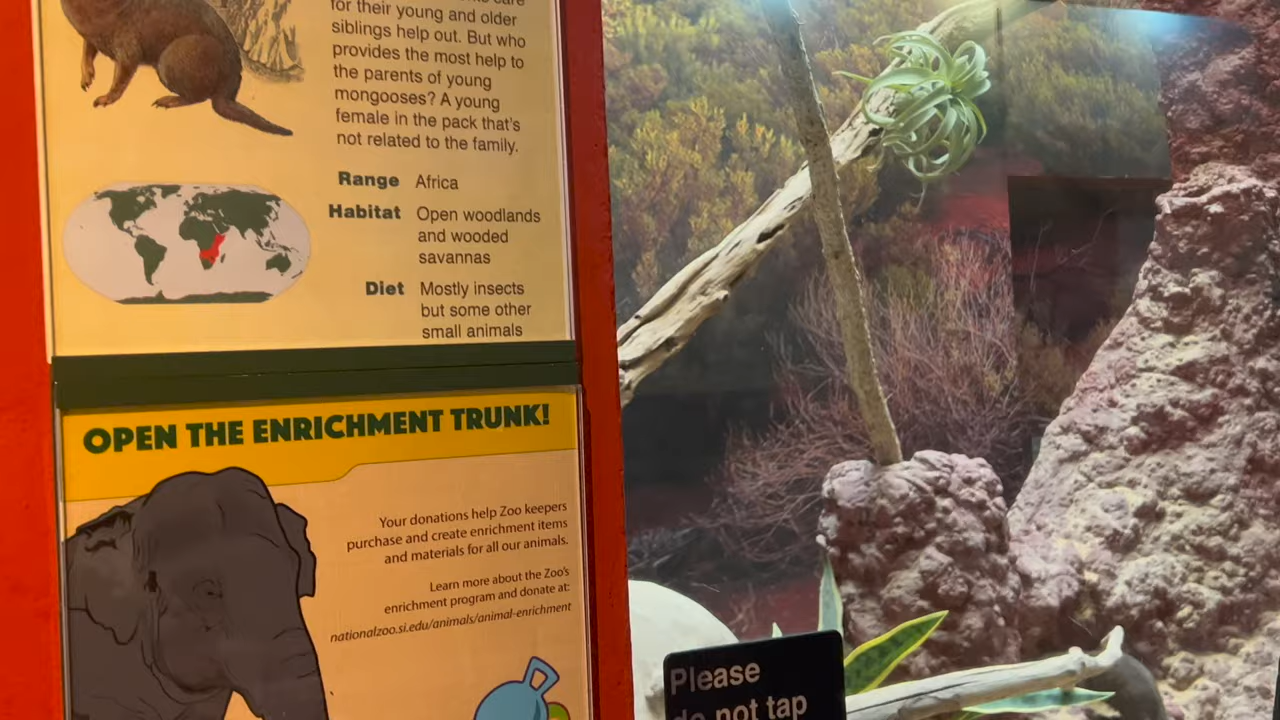 for their young and older
siblings help out. But who
provides the most help to
the parents of young
mongooses? A young
female in the pack that's
not related to the family.
Range Africa
Habitat Open woodlands
and wooded
savannas
Diet Mostly insects
but some other
small animals
OPEN THE ENRICHMENT TRUNK!
Your donations help Zoo keepers
purchase and create enrichment items
and materials for all our animals.
Learn more about the Zoo's
enrichment program and donate at:
nationalzoo.si.edu/animals/animal-enrichment
Please
do not tap